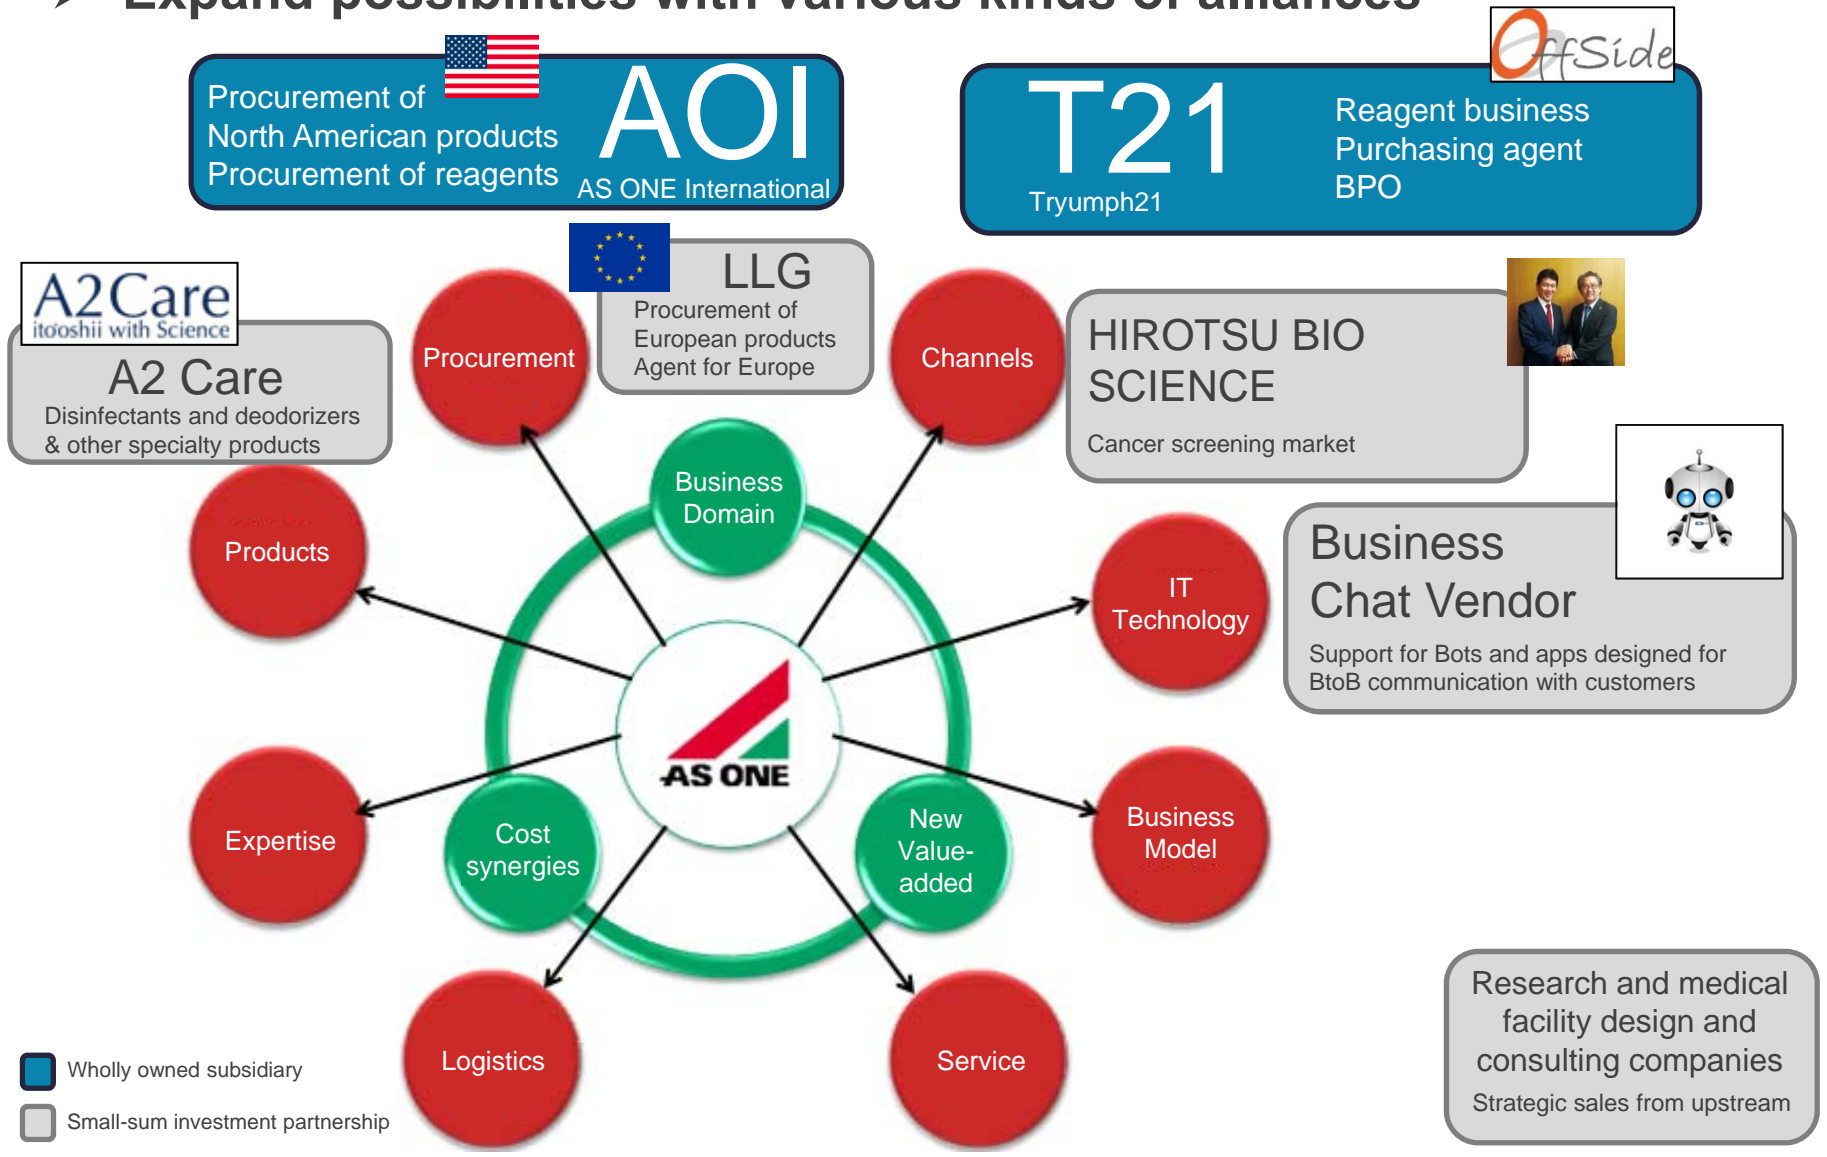 Expand possibilities with various kinds of alliances
OffSide
Procurement of
North American products
Procurement of reagents
AOI
AS ONE International
T21
Tryumph21
Reagent business
Purchasing agent
BPO
A2Care
itooshii with Science
A2 Care
Disinfectants and deodorizers
& other specialty products
Procurement
LLG
Procurement of
European products
Agent for Europe
Channels
HIROTSU BIO
SCIENCE
Cancer screening market
Business
Domain
Products
IT
Technology
Business
Chat Vendor
Support for Bots and apps designed for
BtoB communication with customers
AS ONE
Expertise
Cost
synergies
New
Value-
added
Business
Model
Logistics
Service
Research and medical
facility design and
consulting companies
Strategic sales from upstream
Wholly owned subsidiary
Small-sum investment partnership